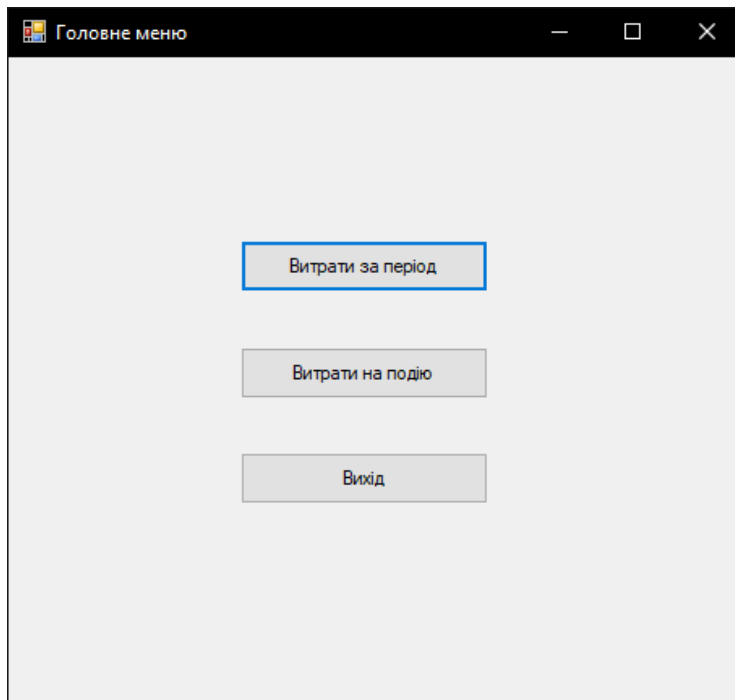 Головне меню
Витрати за період
Витрати на подію
Вихід